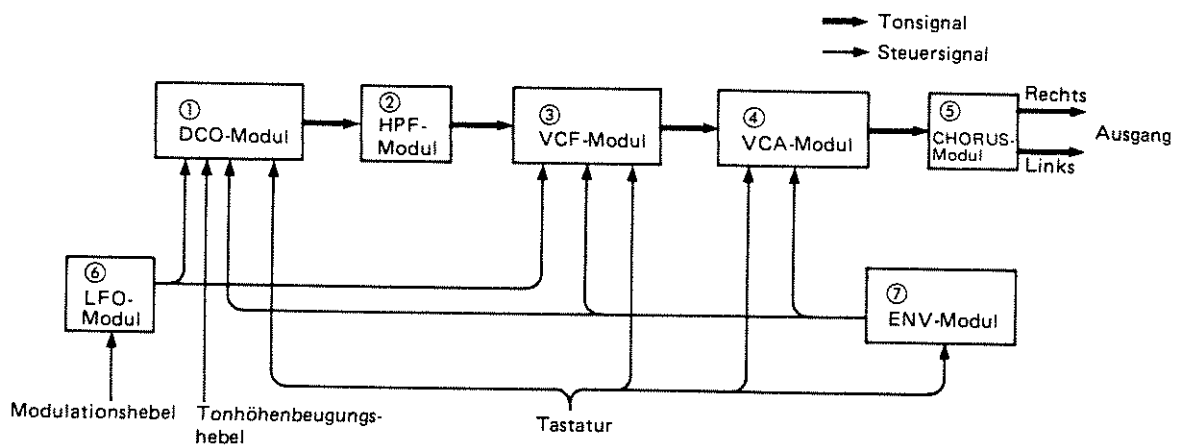 Tonsignal
Steuersignal
①
DCO-Modul
②
HPF-
Modul
③
VCF-Modul
④
VCA-Modul
⑤
CHORUS-
Modul
Rechts
Links
Ausgang
⑥
LFO-
Modul
⑦
ENV-Modul
Modulationshebel
Tonhöhenbeugungs-
hebel
Tastatur